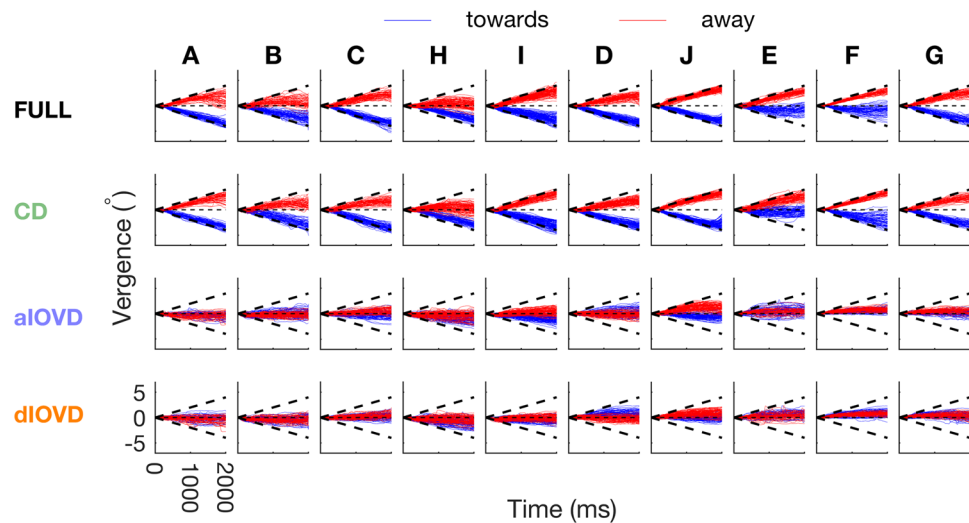 towards away
A B C H I D J E F G
FULL
CD
aIOVD
dIOVD
Vergence (°)
5
0
-5
0 1000 2000
Time (ms)